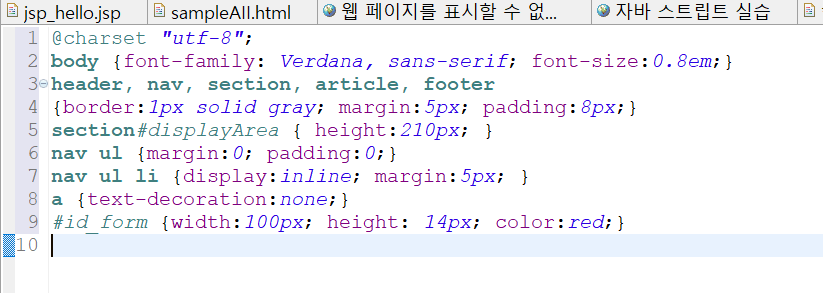 jsp_hello.jsp sampleAll.html 웹 페이지를 표시할 수 없... 자바 스트립트 실습
1 @charset "utf-8";
2 body {font-family: Verdana, sans-serif; font-size:0.8em;}
3 header, nav, section, article, footer
4 {border:1px solid gray; margin:5px; padding:8px;}
5 section#displayArea { height:210px; }
6 nav ul {margin:0; padding:0;}
7 nav ul li {display:inline; margin:5px; }
8 a {text-decoration:none;}
9 #id_form {width:100px; height: 14px; color:red;}
10